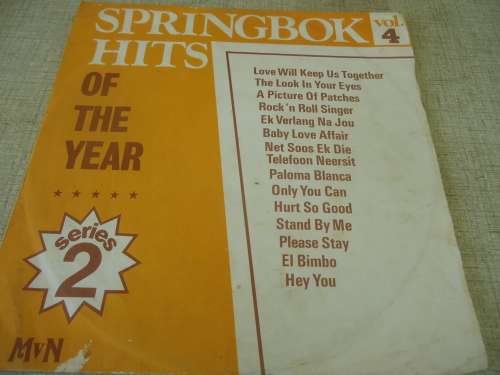 SPRINGBOK
vol.
4
HITS
OF
THE
YEAR
series
2
MvN
Love Will Keep Us Together
The Look In Your Eyes
A Picture Of Patches
Rock'n Roll Singer
Ek Verlang Na Jou
Baby Love Affair
Net Soos Ek Die
Telefoon Neersit
Paloma Blanca
Only You Can
Hurt So Good
Stand By Me
Please Stay
El Bimbo
Hey You